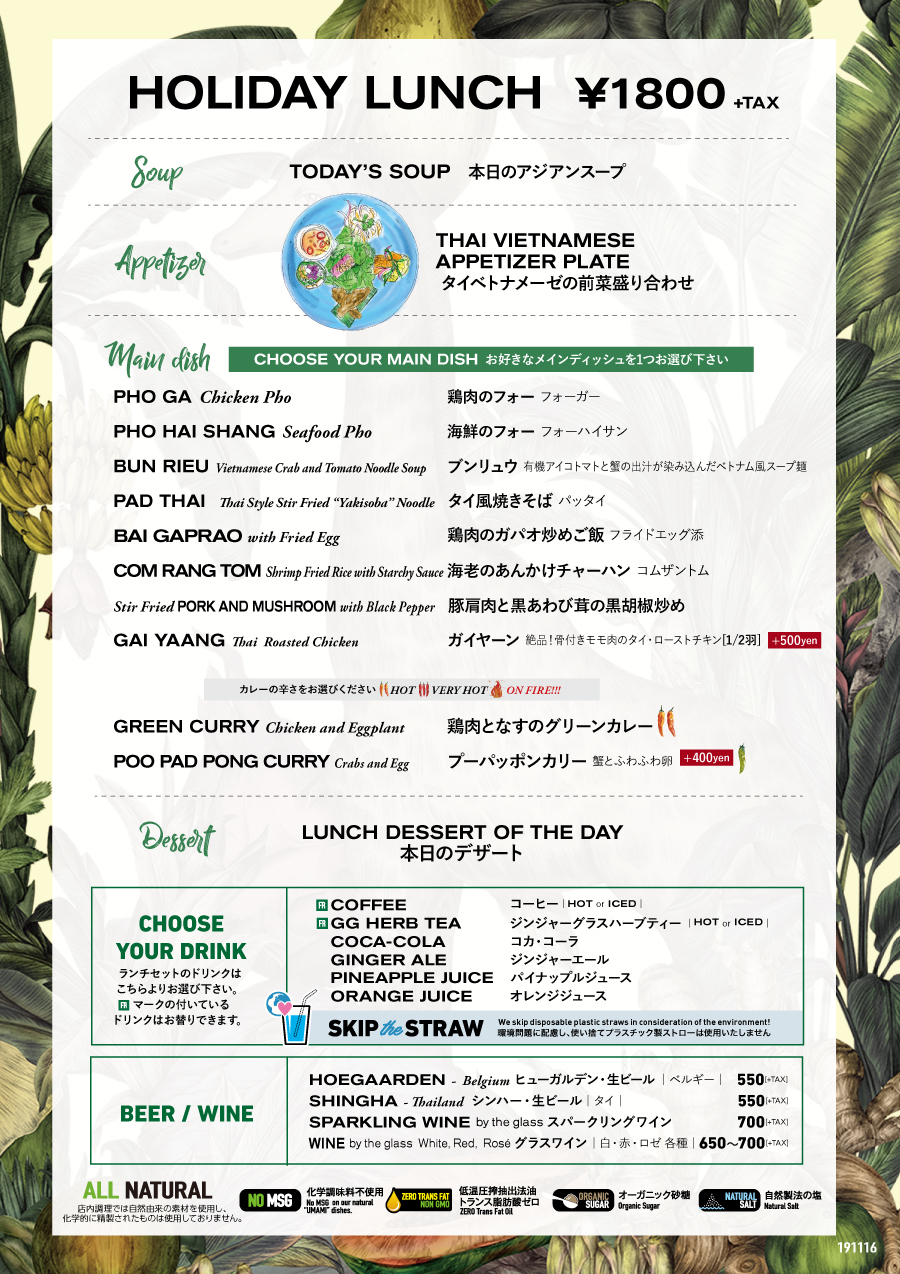 HOLIDAY LUNCH ¥1800 +TAX
Soup
TODAY'S SOUP 本日のアジアンスープ
Appetizer
THAI VIETNAMESE
APPETIZER PLATE
タイベトナメーゼの前菜盛り合わせ
Main dish
CHOOSE YOUR MAIN DISH お好きなメインディッシュを1つお選び下さい
PHO GA Chicken Pho 鶏肉のフォー フォーガー
PHO HAI SHANG Seafood Pho 海鮮のフォー フォーハイサン
BUN RIEU Vietnamese Crab and Tomato Noodle Soup ブンリュウ 有機アイコトマトと蟹の出汁が染み込んだベトナム風スープ麺
PAD THAI Thai Style Stir Fried "Yakisoba" Noodle タイ風焼きそば パッタイ
BAI GAPRAO with Fried Egg 鶏肉のガパオ炒めご飯 フライドエッグ添
COM RANG TOM Shrimp Fried Rice with Starchy Sauce 海老のあんかけチャーハン コムザントム
Stir Fried PORK AND MUSHROOM with Black Pepper 豚肩肉と黒あわび茸の黒胡椒炒め
GAI YAANG Thai Roasted Chicken ガイヤーン 絶品!骨付きモモ肉のタイ・ローストチキン[1/2羽] +500yen
カレーの辛さをお選びください HOT VERY HOT ON FIRE!!!
GREEN CURRY Chicken and Eggplant 鶏肉となすのグリーンカレー
POO PAD PONG CURRY Crabs and Egg プーパッポンカリー 蟹とふわふわ卵 +400yen
Dessert
LUNCH DESSERT OF THE DAY
本日のデザート
CHOOSE
YOUR DRINK
ランチセットのドリンクは
こちらよりお選び下さい。
FR マークの付いている
ドリンクはお替りできます。
FR COFFEE コーヒー | HOT or ICED |
FR GG HERB TEA ジンジャーグラスハーブティー | HOT or ICED |
COCA-COLA コカ・コーラ
GINGER ALE ジンジャーエール
PINEAPPLE JUICE パイナップルジュース
ORANGE JUICE オレンジジュース
SKIP the STRAW
We skip disposable plastic straws in consideration of the environment!
環境問題に配慮し、使い捨てプラスチック製ストローは使用いたしません
BEER / WINE
HOEGAARDEN - Belgium ヒューガルデン・生ビール | ベルギー | 550[+TAX]
SHINGHA - Thailand シンハー・生ビール | タイ | 550[+TAX]
SPARKLING WINE by the glass スパークリングワイン 700[+TAX]
WINE by the glass White, Red, Rosé グラスワイン | 白・赤・ロゼ 各種 | 650～700[+TAX]
ALL NATURAL
店内調理では自然由来の素材を使用し、
化学的に精製されたものは使用しておりません。
NO MSG
化学調味料不使用
No MSG on our natural
"UMAMI" dishes.
ZERO TRANS FAT
NON GMO
低温圧搾抽出法油
トランス脂肪酸ゼロ
ZERO Trans Fat Oil
ORGANIC
SUGAR
オーガニック砂糖
Organic Sugar
NATURAL
SALT
自然製法の塩
Natural Salt
191116